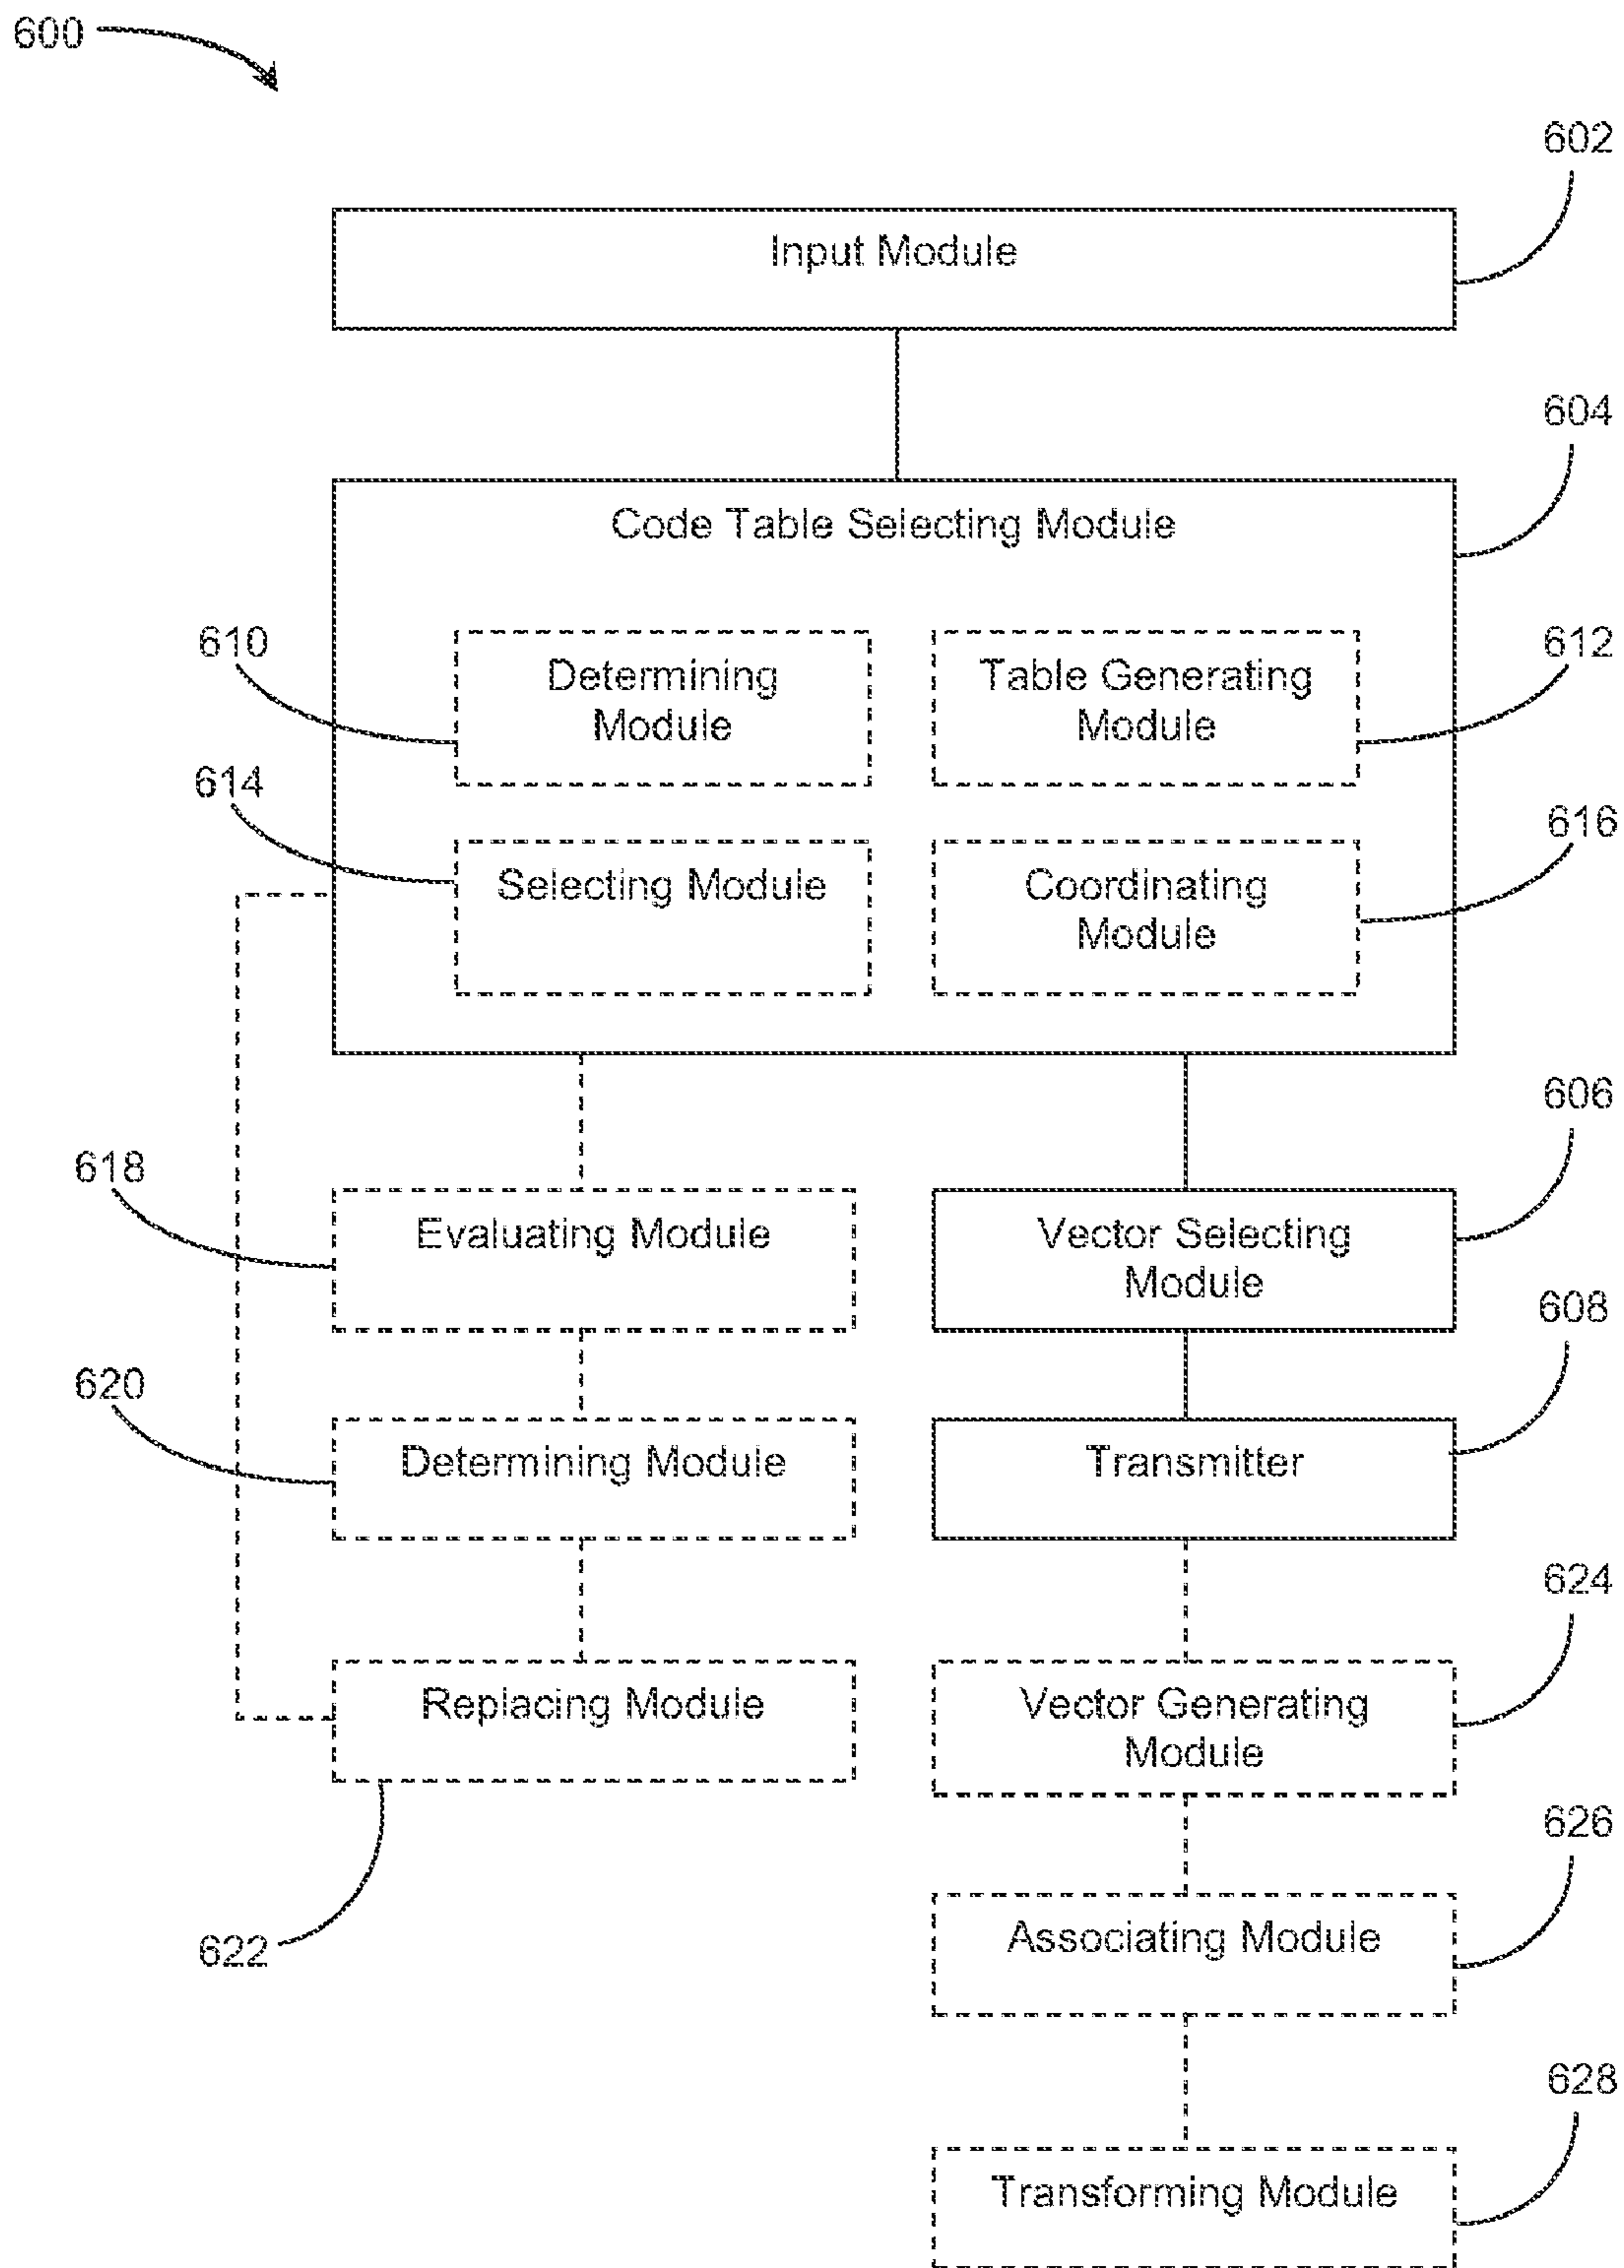 600
602
Input Module
604
Code Table Selecting Module
610
Determining
Module
612
Table Generating
Module
614
Selecting Module
616
Coordinating
Module
606
618
Evaluating Module
Vector Selecting
Module
608
620
Determining Module
Transmitter
624
Replacing Module
Vector Generating
Module
626
622
Associating Module
628
Transforming Module